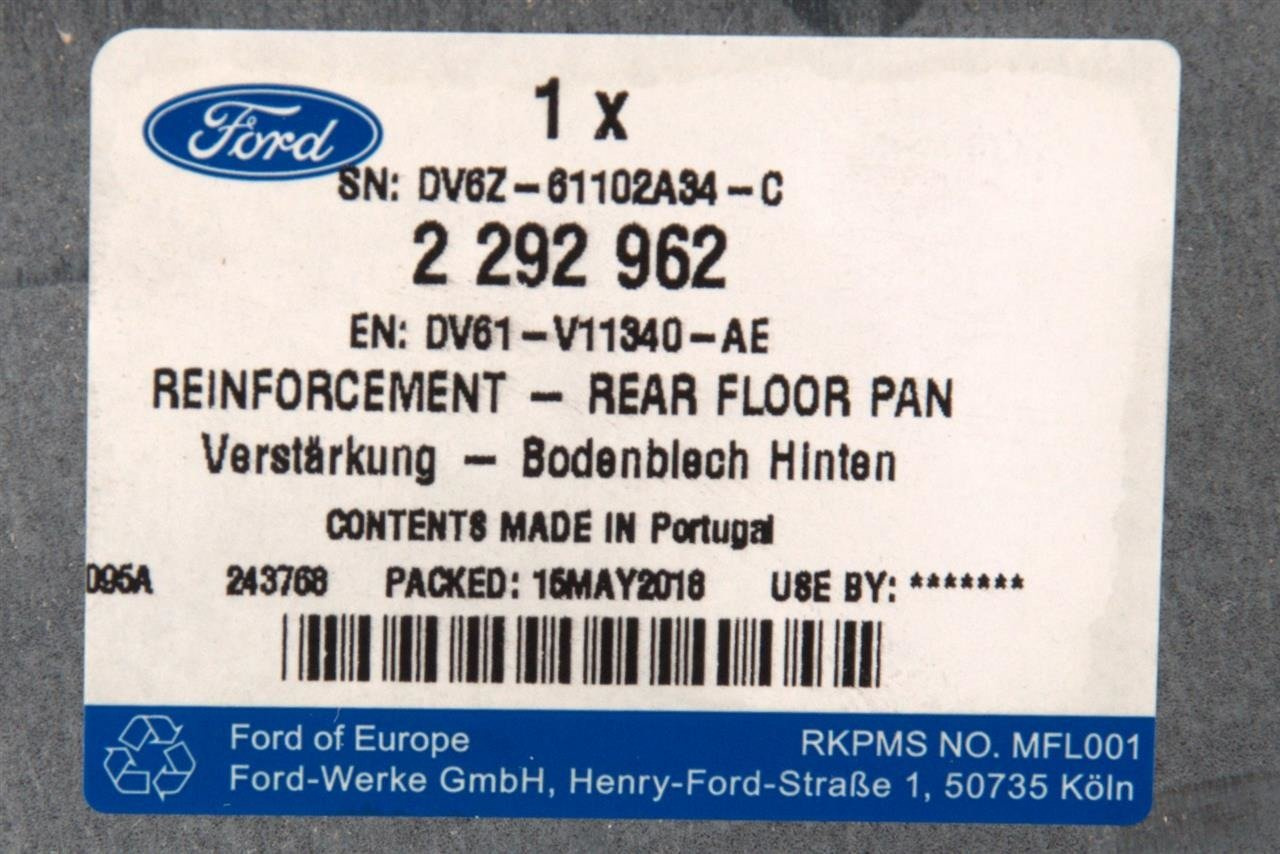 Ford
1 x
SN: DV6Z-61102A34-C
2 292 962
EN: DV61-V11340-AE
REINFORCEMENT - REAR FLOOR PAN
Verstärkung - Bodenblech Hinten
CONTENTS MADE IN Portugal
095A 243768 PACKED: 15MAY2018 USE BY: *******
Ford of Europe RKPMS NO. MFL001
Ford-Werke GmbH, Henry-Ford-Straße 1, 50735 Köln